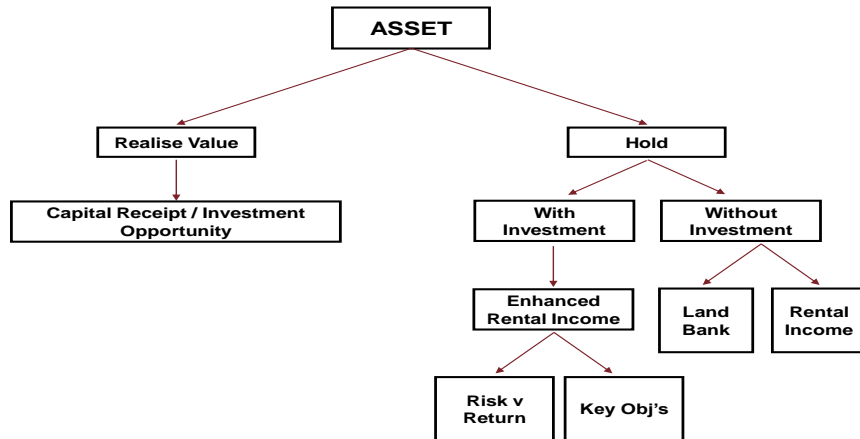 ASSET
Realise Value
Hold
Capital Receipt / Investment
Opportunity
With
Investment
Without
Investment
Enhanced
Rental Income
Land
Bank
Rental
Income
Risk v
Return
Key Obj's